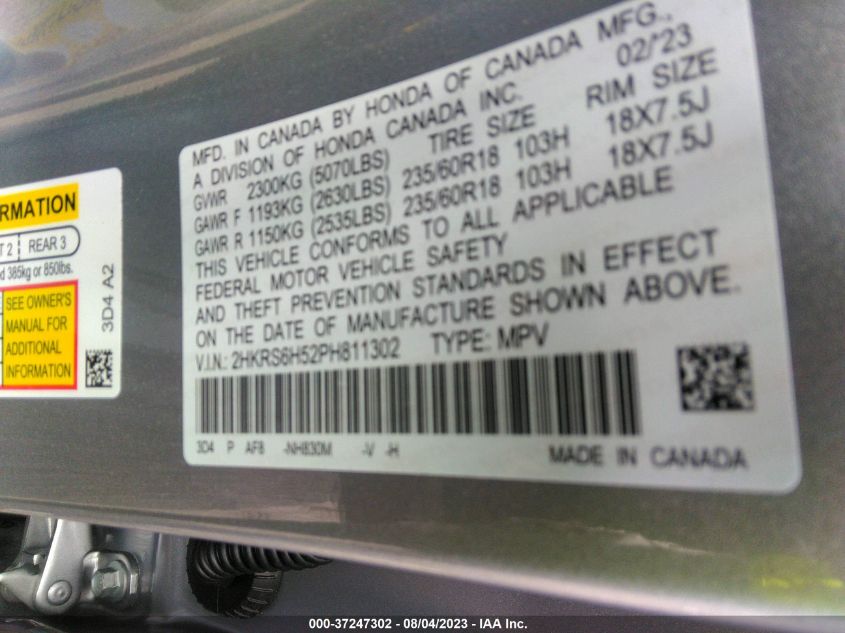 RMATION
T 2 REAR 3
d 385kg or 850lbs.
SEE OWNER'S
MANUAL FOR
ADDITIONAL
INFORMATION
3D4 A2
MFD. IN CANADA BY HONDA OF CANADA MFG.,
A DIVISION OF HONDA CANADA INC. 02/'23
GVWR 2300KG (5070LBS) TIRE SIZE RIM SIZE
GAWR F 1193KG (2630LBS) 235/60R18 103H 18X7.5J
GAWR R 1150KG (2535LBS) 235/60R18 103H 18X7.5J
THIS VEHICLE CONFORMS TO ALL APPLICABLE
FEDERAL MOTOR VEHICLE SAFETY
AND THEFT PREVENTION STANDARDS IN EFFECT
ON THE DATE OF MANUFACTURE SHOWN ABOVE.
V.I.N.: 2HKRS6H52PH811302 TYPE: MPV
3D4 P AF8 -NH830M -V -H
MADE IN CANADA
000-37247302 - 08/04/2023 - IAA Inc.